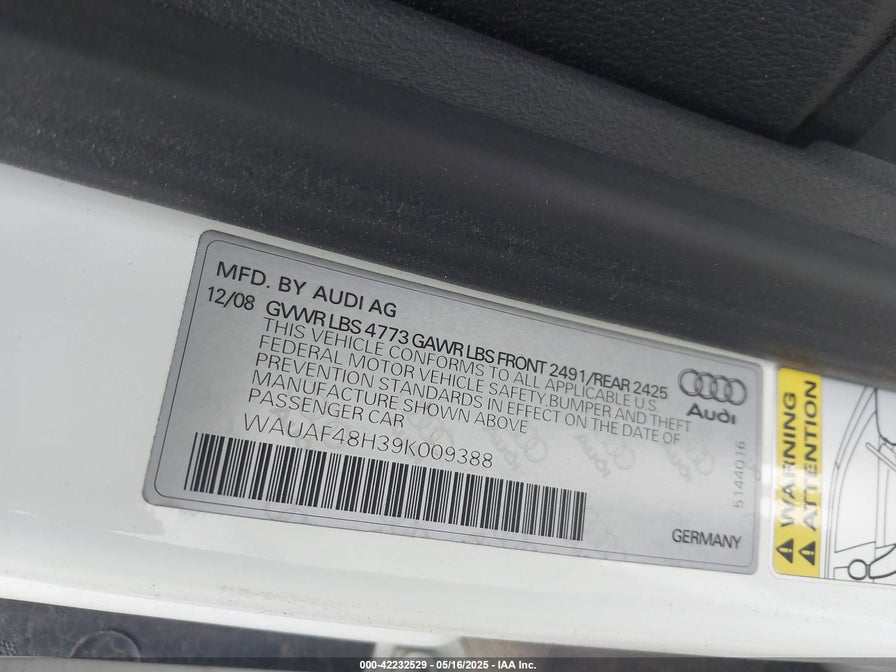 MFD. BY AUDI AG
12/08 GVWR LBS 4773 GAWR LBS FRONT 2491/REAR 2425
THIS VEHICLE CONFORMS TO ALL APPLICABLE U.S
FEDERAL MOTOR VEHICLE SAFETY,BUMPER AND THEFT
PREVENTION STANDARDS IN EFFECT ON THE DATE OF
MANUFACTURE SHOWN ABOVE
PASSENGER CAR
WAUAF48H39K009388
Audi
5144016
GERMANY
WARNING
ATTENTION
000-42232529 - 05/16/2025 - IAA Inc.